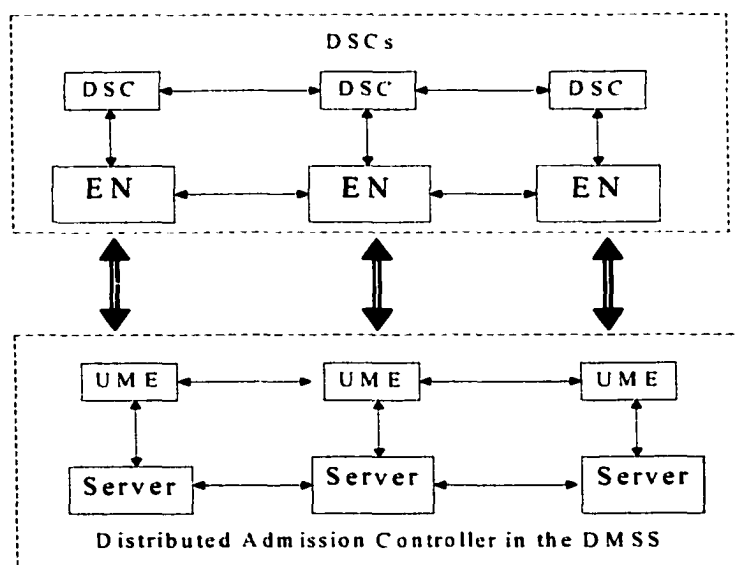 DSCs
DSC DSC DSC
EN EN EN
UME UME UME
Server Server Server
Distributed Admission Controller in the DMSS